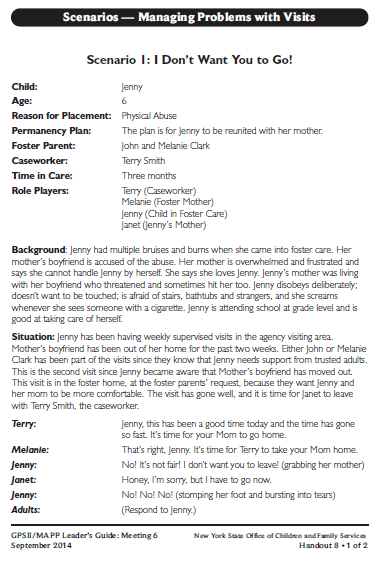 Scenarios — Managing Problems with Visits
Scenario 1: I Don't Want You to Go!
Child: Jenny
Age: 6
Reason for Placement: Physical Abuse
Permanency Plan: The plan is for Jenny to be reunited with her mother.
Foster Parent: John and Melanie Clark
Caseworker: Terry Smith
Time in Care: Three months
Role Players: Terry (Caseworker)
Melanie (Foster Mother)
Jenny (Child in Foster Care)
Janet (Jenny's Mother)
Background: Jenny had multiple bruises and burns when she came into foster care. Her
mother's boyfriend is accused of the abuse. Her mother is overwhelmed and frustrated and
says she cannot handle Jenny by herself. She says she loves Jenny. Jenny's mother was living
with her boyfriend who threatened and sometimes hit her too. Jenny disobeys deliberately;
doesn't want to be touched; is afraid of stairs, bathtubs and strangers, and she screams
whenever she sees someone with a cigarette. Jenny is attending school at grade level and is
good at taking care of herself.
Situation: Jenny has been having weekly supervised visits in the agency visiting area.
Mother's boyfriend has been out of her home for the past two weeks. Either John or Melanie
Clark has been part of the visits since they know that Jenny needs support from trusted adults.
This is the second visit since Jenny became aware that Mother's boyfriend has moved out.
This visit is in the foster home, at the foster parents' request, because they want Jenny and
her mom to be more comfortable. The visit has gone well, and it is time for Janet to leave
with Terry Smith, the caseworker.
Terry: Jenny, this has been a good time today and the time has gone
so fast. It's time for your Mom to go home.
Melanie: That's right, Jenny. It's time for Terry to take your Mom home.
Jenny: No! It's not fair! I don't want you to leave! (grabbing her mother)
Janet: Honey, I'm sorry, but I have to go now.
Jenny: No! No! No! (stomping her foot and bursting into tears)
Adults: (Respond to Jenny.)
GPSII/MAPP Leader's Guide: Meeting 6 New York State Office of Children and Family Services
September 2014 Handout 8 • 1 of 2